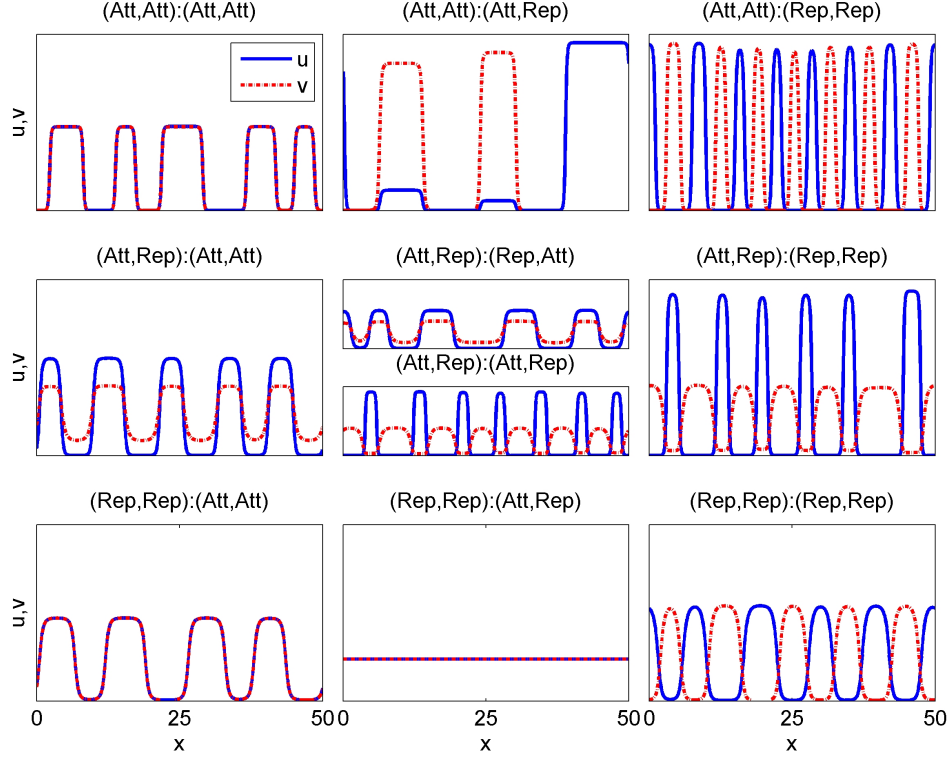 (Att,Att):(Att,Att)
(Att,Att):(Att,Rep)
(Att,Att):(Rep,Rep)
u,v
u
v
(Att,Rep):(Att,Att)
(Att,Rep):(Rep,Att)
(Att,Rep):(Rep,Rep)
(Att,Rep):(Att,Rep)
u,v
(Rep,Rep):(Att,Att)
(Rep,Rep):(Att,Rep)
(Rep,Rep):(Rep,Rep)
u,v
0 25 50 0 25 50 0 25 50
x x x